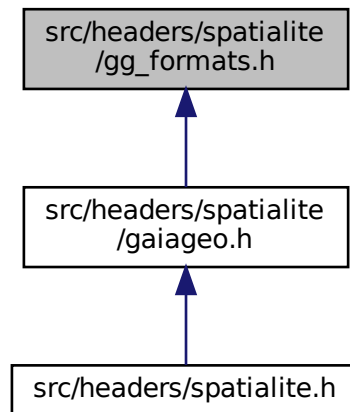 src/headers/spatialite
/gg_formats.h
src/headers/spatialite
/gaiageo.h
src/headers/spatialite.h